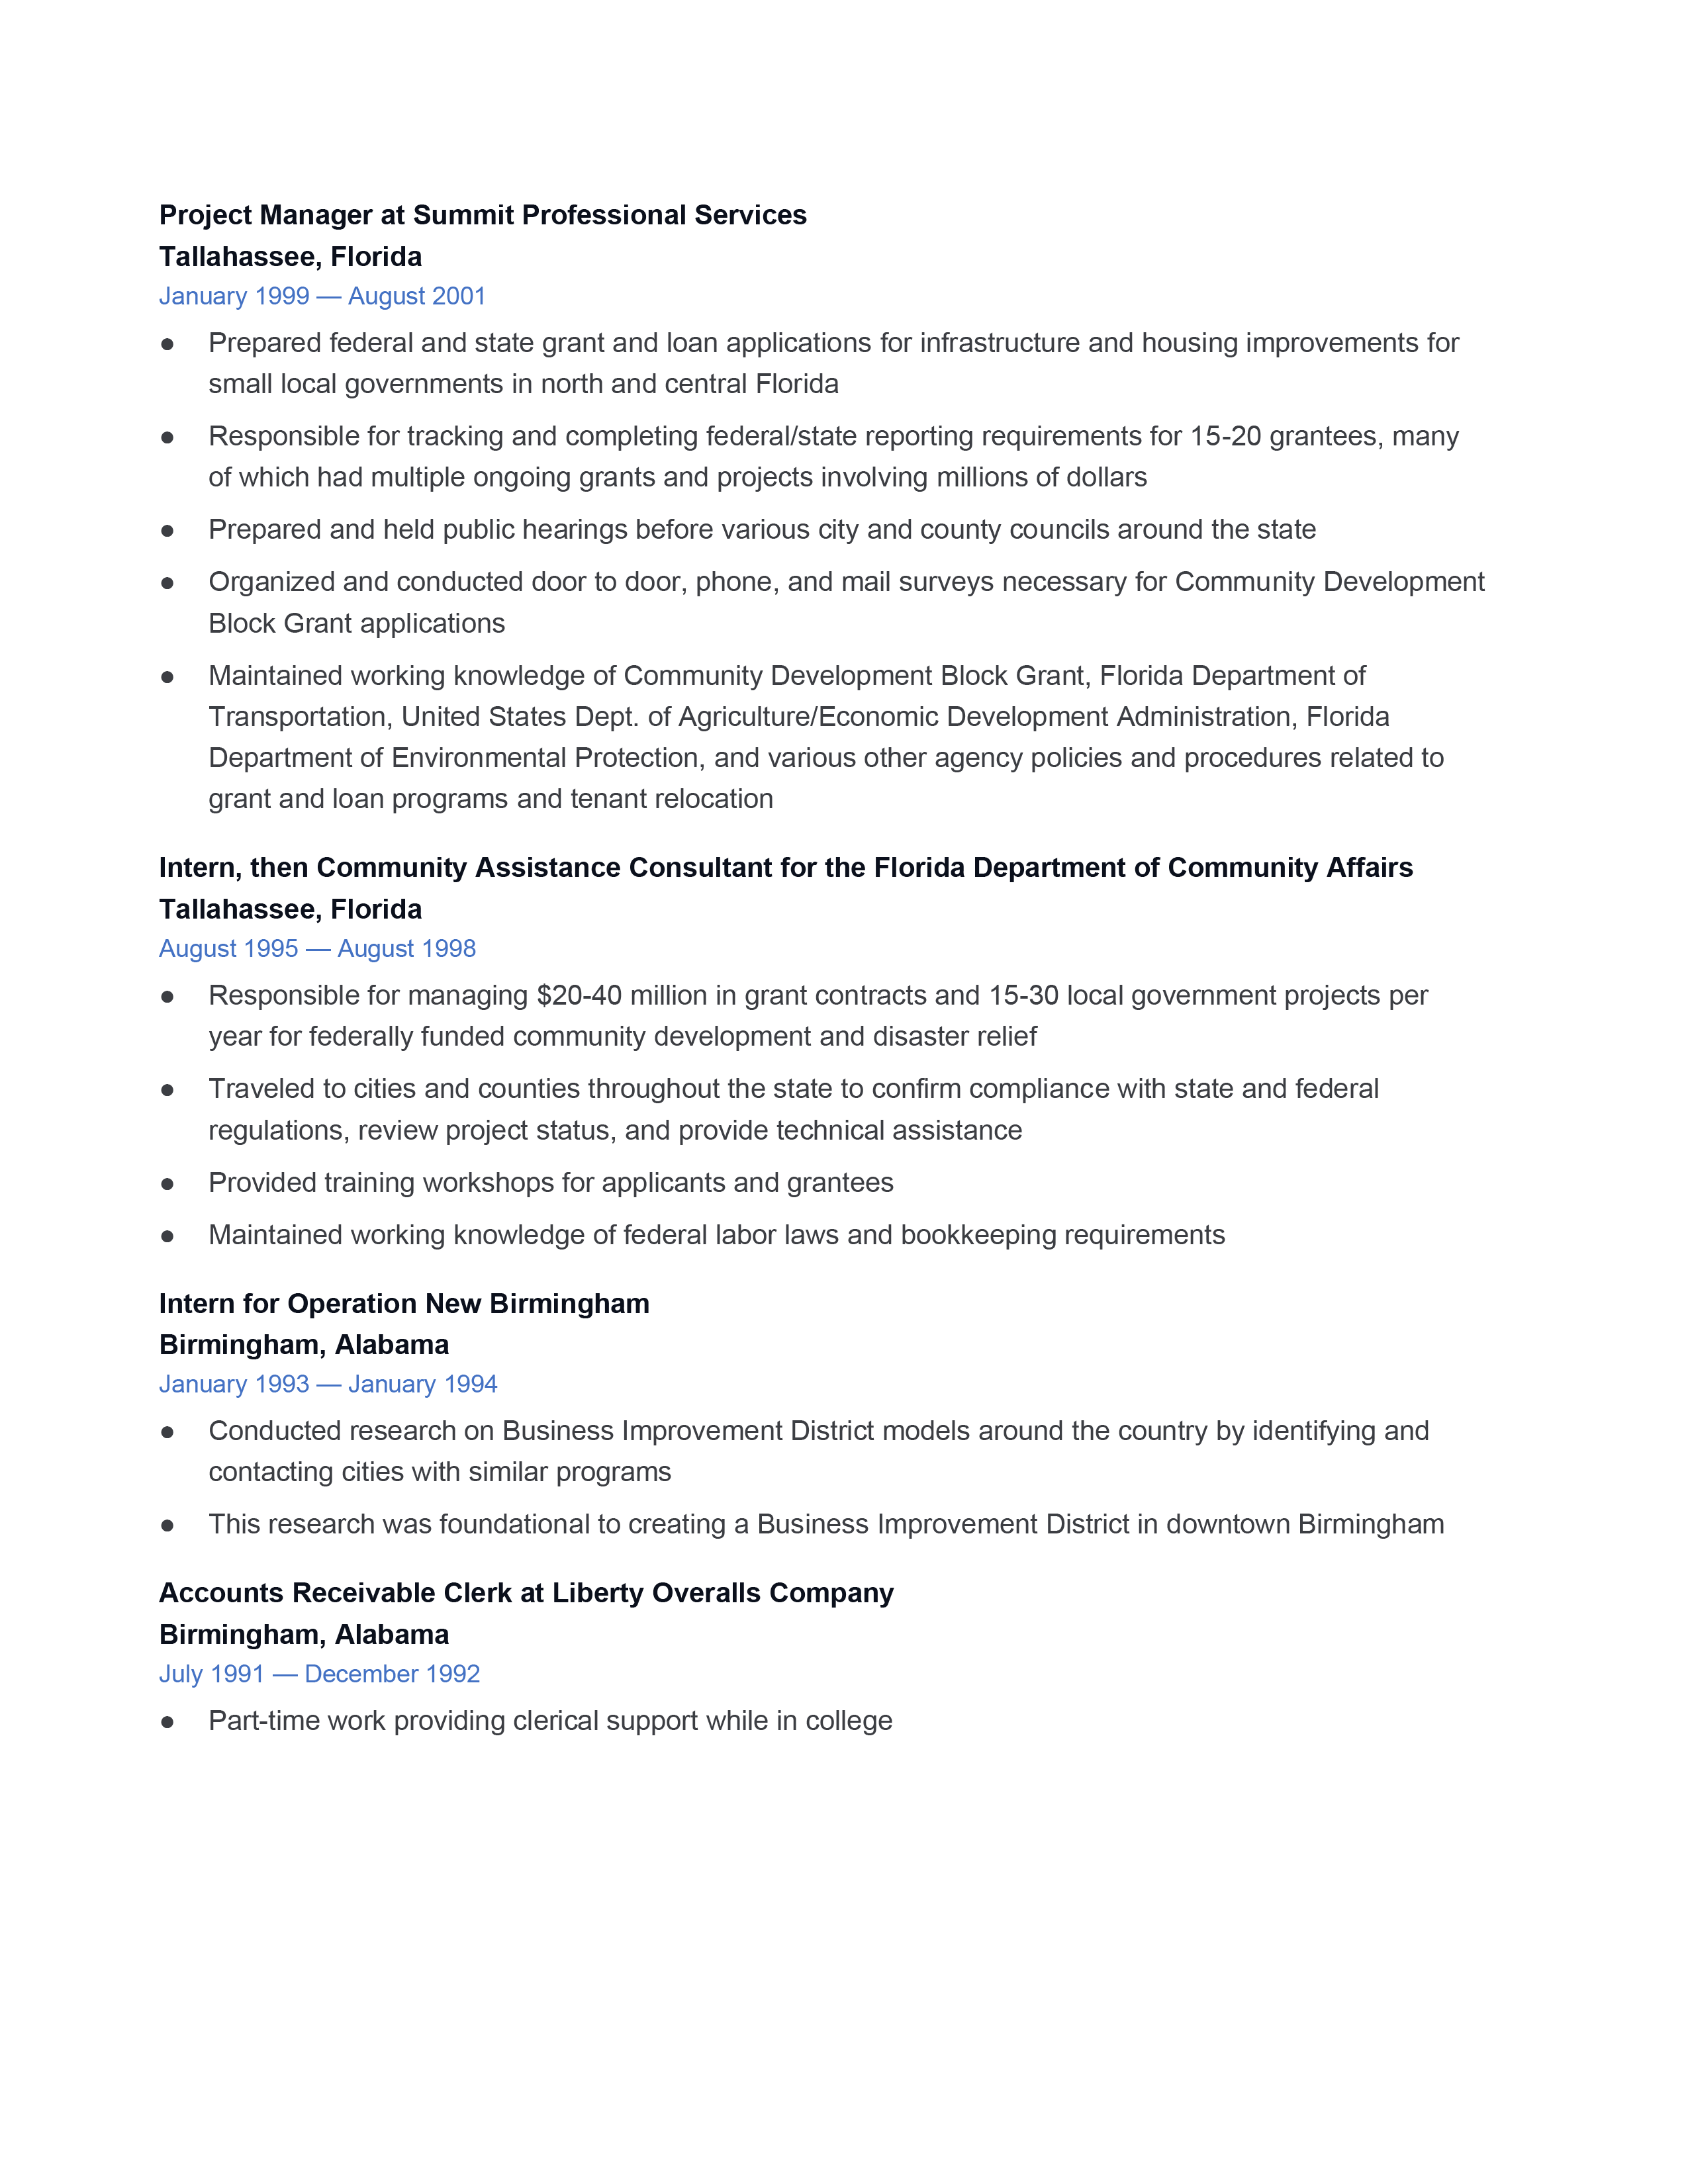 Project Manager at Summit Professional Services
Tallahassee, Florida
January 1999 — August 2001
● Prepared federal and state grant and loan applications for infrastructure and housing improvements for
small local governments in north and central Florida
● Responsible for tracking and completing federal/state reporting requirements for 15-20 grantees, many
of which had multiple ongoing grants and projects involving millions of dollars
● Prepared and held public hearings before various city and county councils around the state
● Organized and conducted door to door, phone, and mail surveys necessary for Community Development
Block Grant applications
● Maintained working knowledge of Community Development Block Grant, Florida Department of
Transportation, United States Dept. of Agriculture/Economic Development Administration, Florida
Department of Environmental Protection, and various other agency policies and procedures related to
grant and loan programs and tenant relocation
Intern, then Community Assistance Consultant for the Florida Department of Community Affairs
Tallahassee, Florida
August 1995 — August 1998
● Responsible for managing $20-40 million in grant contracts and 15-30 local government projects per
year for federally funded community development and disaster relief
● Traveled to cities and counties throughout the state to confirm compliance with state and federal
regulations, review project status, and provide technical assistance
● Provided training workshops for applicants and grantees
● Maintained working knowledge of federal labor laws and bookkeeping requirements
Intern for Operation New Birmingham
Birmingham, Alabama
January 1993 — January 1994
● Conducted research on Business Improvement District models around the country by identifying and
contacting cities with similar programs
● This research was foundational to creating a Business Improvement District in downtown Birmingham
Accounts Receivable Clerk at Liberty Overalls Company
Birmingham, Alabama
July 1991 — December 1992
● Part-time work providing clerical support while in college